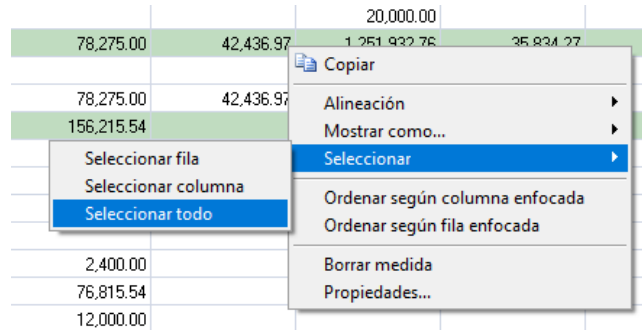 20,000.00
78,275.00 42,436.97 1,251,932.76 35,834.27
Copiar
78,275.00 42,436.97
Alineación
156,215.54
Mostrar como...
Seleccionar fila
Seleccionar
Seleccionar columna
Ordenar según columna enfocada
Seleccionar todo
Ordenar según fila enfocada
2,400.00
Borrar medida
76,815.54
Propiedades...
12,000.00